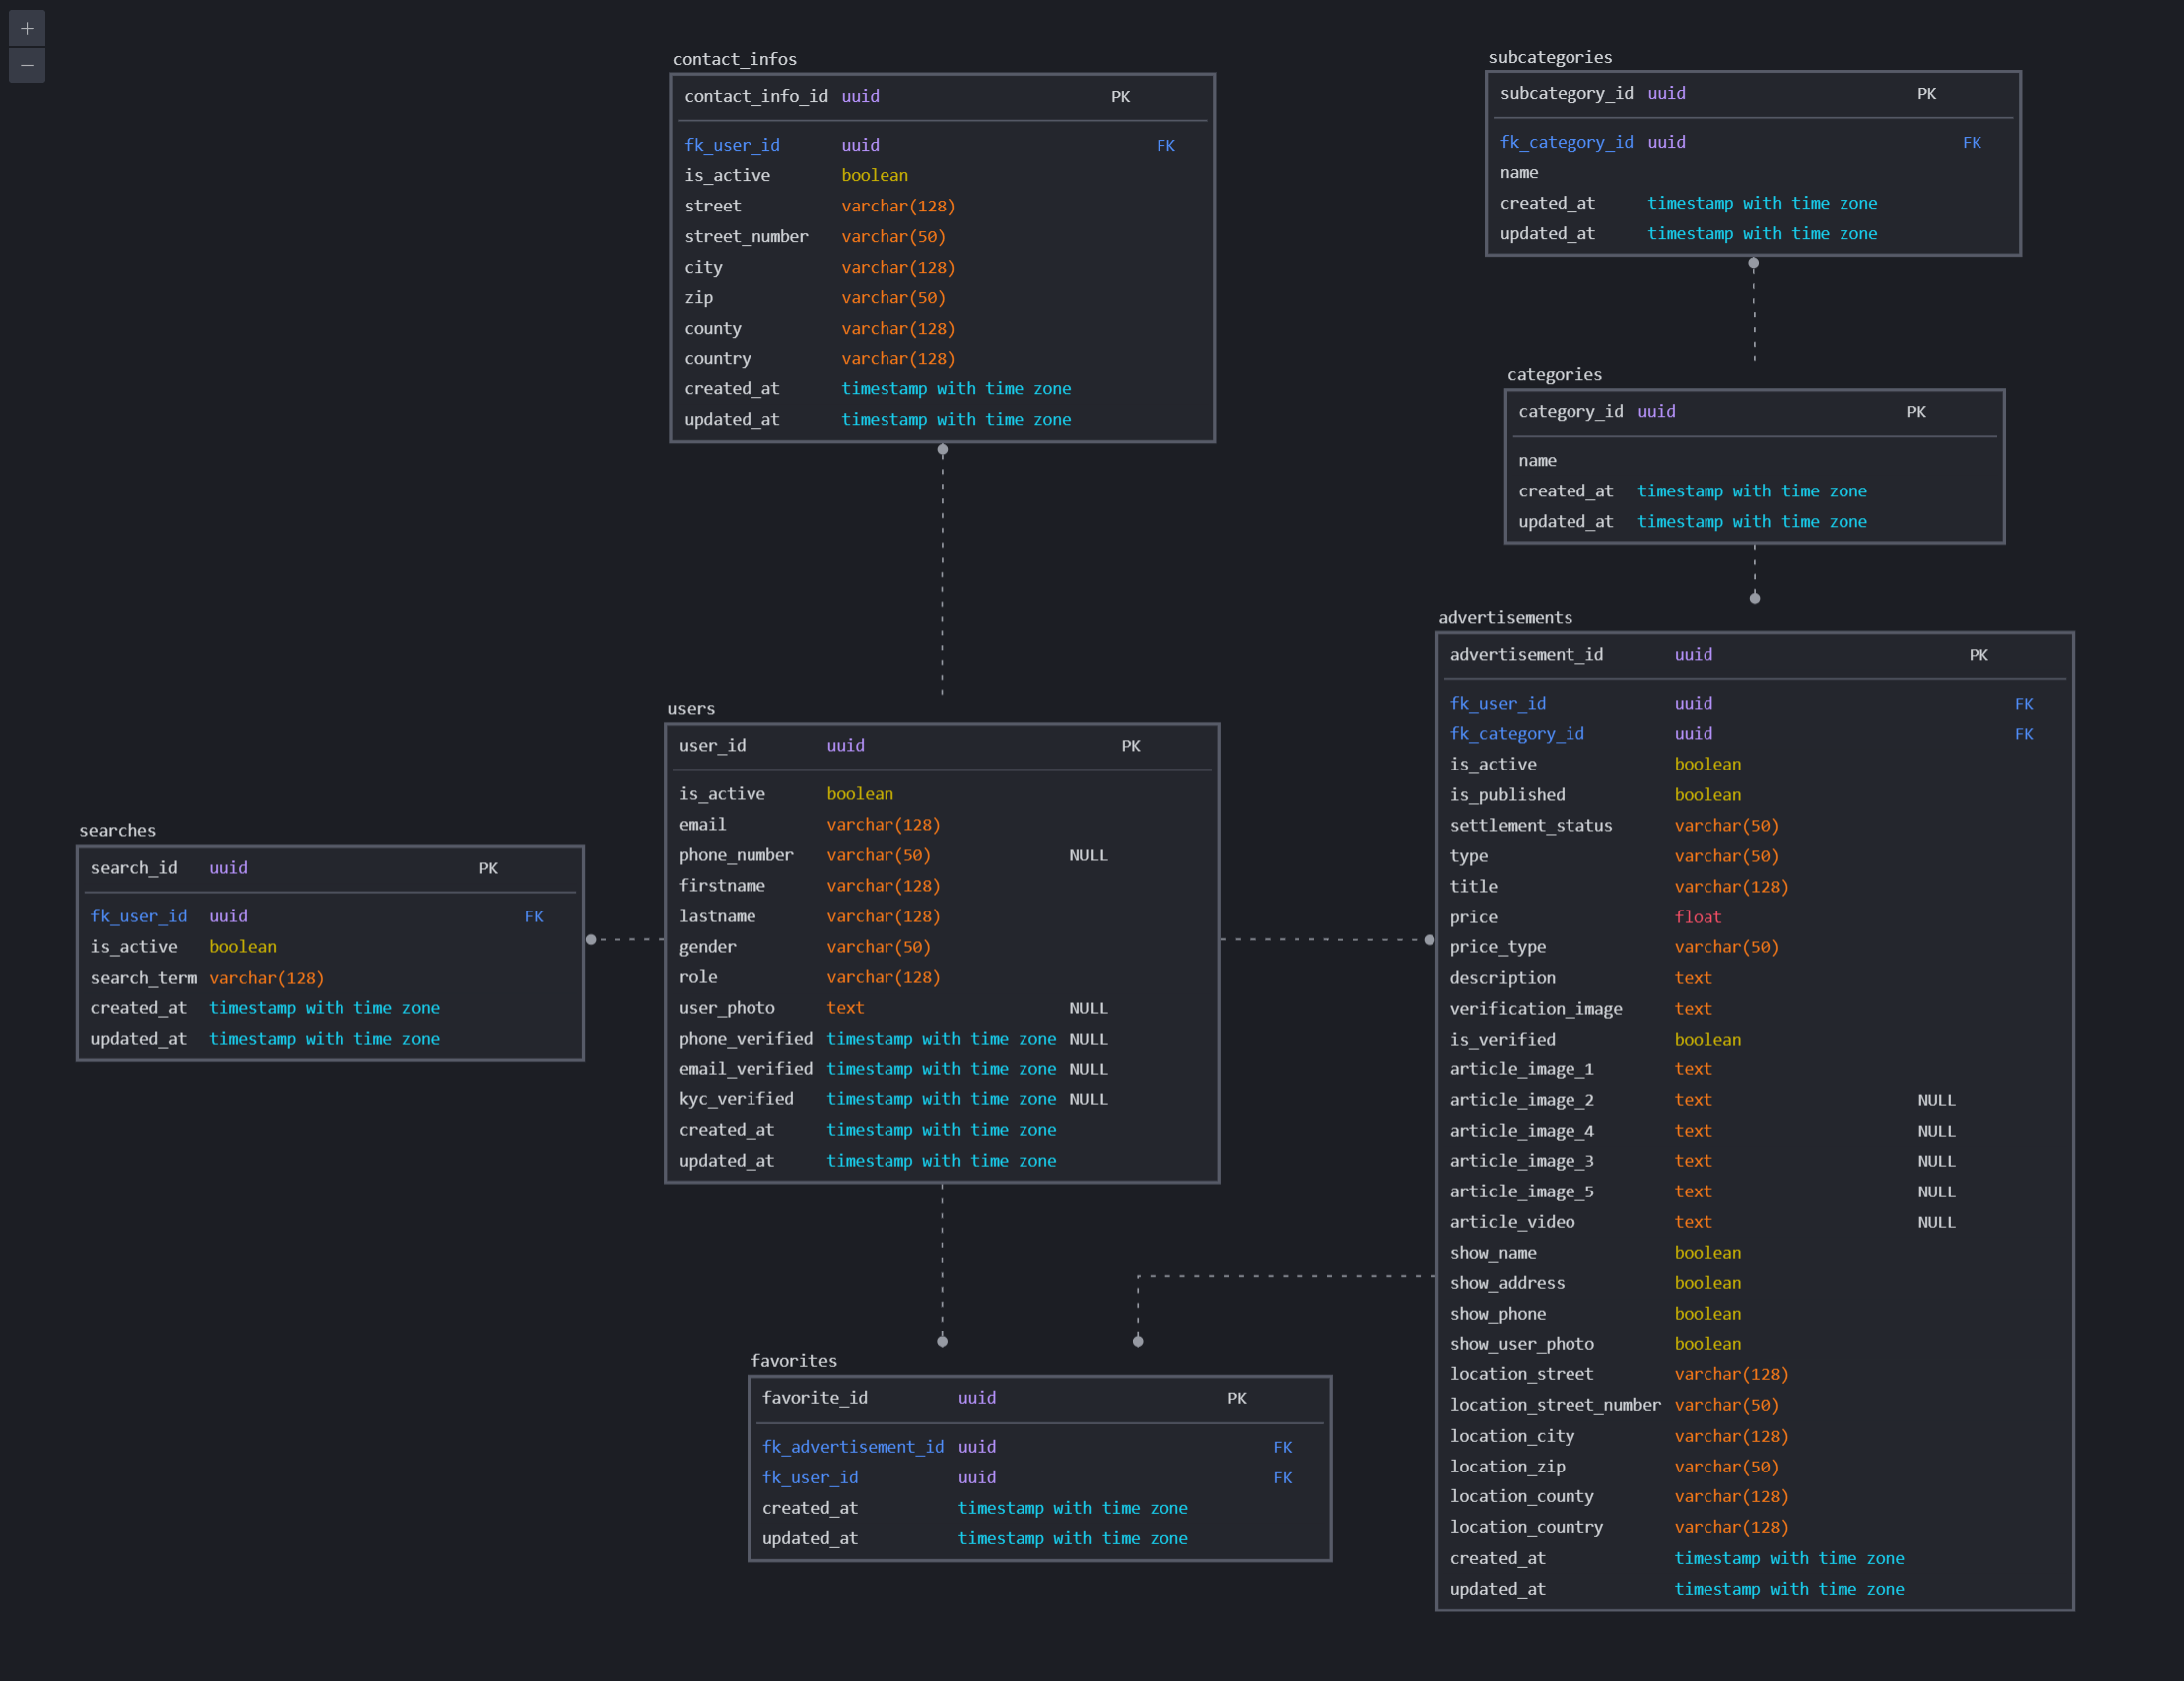 +
−
contact_infos
contact_info_id uuid PK
fk_user_id uuid FK
is_active boolean
street varchar(128)
street_number varchar(50)
city varchar(128)
zip varchar(50)
county varchar(128)
country varchar(128)
created_at timestamp with time zone
updated_at timestamp with time zone
subcategories
subcategory_id uuid PK
fk_category_id uuid FK
name
created_at timestamp with time zone
updated_at timestamp with time zone
categories
category_id uuid PK
name
created_at timestamp with time zone
updated_at timestamp with time zone
searches
search_id uuid PK
fk_user_id uuid FK
is_active boolean
search_term varchar(128)
created_at timestamp with time zone
updated_at timestamp with time zone
users
user_id uuid PK
is_active boolean
email varchar(128)
phone_number varchar(50) NULL
firstname varchar(128)
lastname varchar(128)
gender varchar(50)
role varchar(128)
user_photo text NULL
phone_verified timestamp with time zone NULL
email_verified timestamp with time zone NULL
kyc_verified timestamp with time zone NULL
created_at timestamp with time zone
updated_at timestamp with time zone
advertisements
advertisement_id uuid PK
fk_user_id uuid FK
fk_category_id uuid FK
is_active boolean
is_published boolean
settlement_status varchar(50)
type varchar(50)
title varchar(128)
price float
price_type varchar(50)
description text
verification_image text
is_verified boolean
article_image_1 text
article_image_2 text NULL
article_image_4 text NULL
article_image_3 text NULL
article_image_5 text NULL
article_video text NULL
show_name boolean
show_address boolean
show_phone boolean
show_user_photo boolean
location_street varchar(128)
location_street_number varchar(50)
location_city varchar(128)
location_zip varchar(50)
location_county varchar(128)
location_country varchar(128)
created_at timestamp with time zone
updated_at timestamp with time zone
favorites
favorite_id uuid PK
fk_advertisement_id uuid FK
fk_user_id uuid FK
created_at timestamp with time zone
updated_at timestamp with time zone